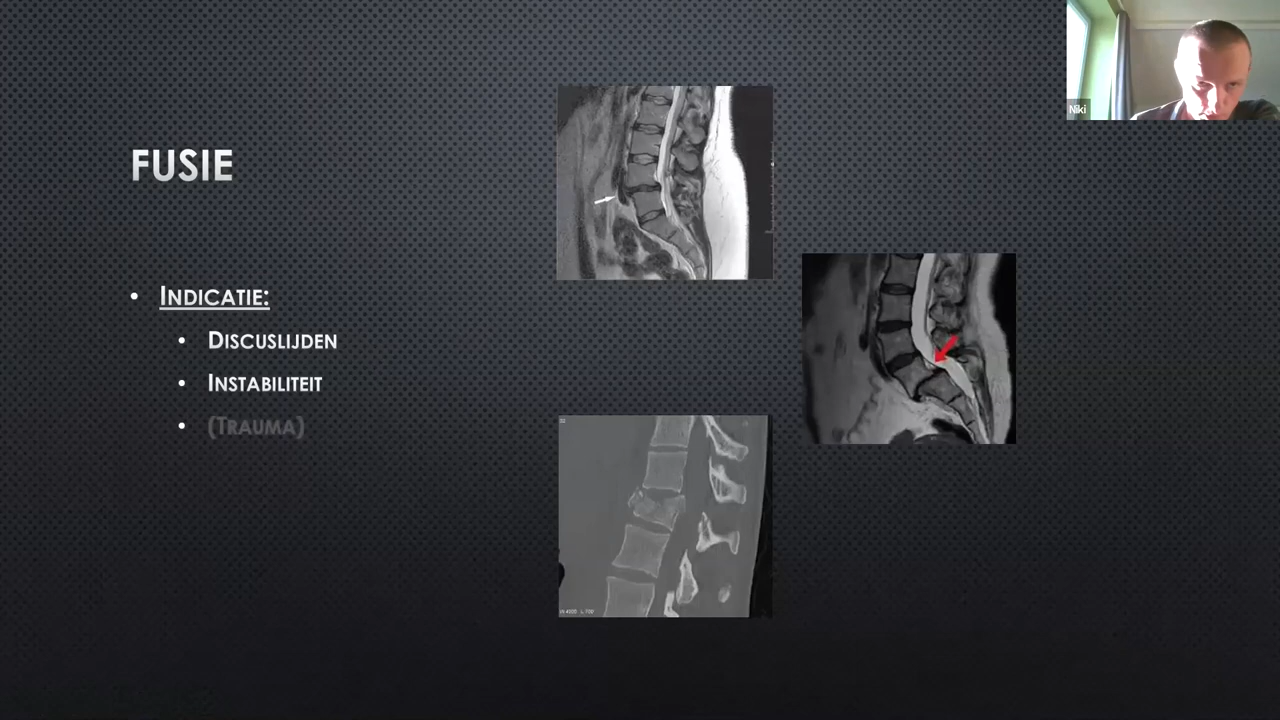 FUSIE
• INDICATIE:
• DISCUSLIJDEN
• INSTABILITEIT
• (TRAUMA)
Niki